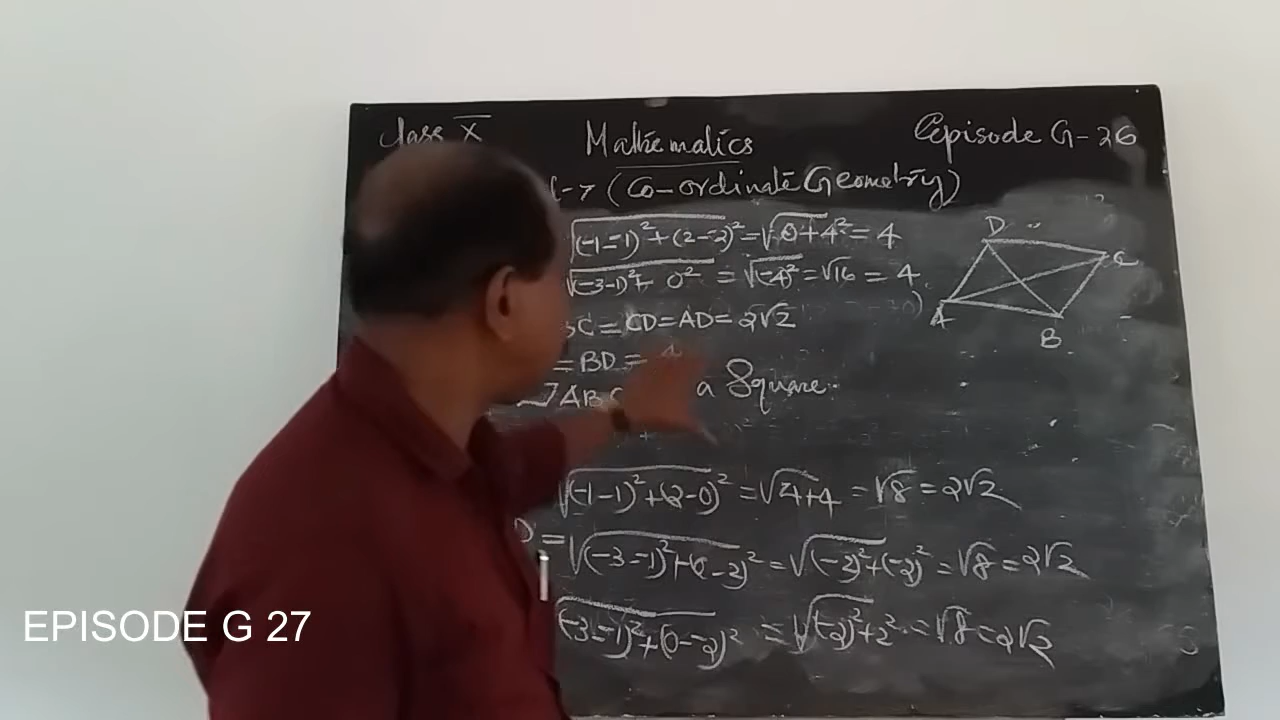 Class X Mathematics Episode G-26
(Co-ordinate Geometry)
√(-1--1)²+(2--2)² = √0+4² = 4
√(-3-1)²+ 0² = √(-4)² = √16 = 4
BC = CD = AD = 2√2
= BD = 4
a Square.
√(-1-1)²+(2-0)² = √4+4 = √8 = 2√2
D = √(-3--1)²+(0-2)² = √(-2)²+(-2)² = √8 = 2√2
√(-3--1)²+(0--2)² = √(-2)²+2² = √8 = 2√2
D
C
A
B
EPISODE G 27